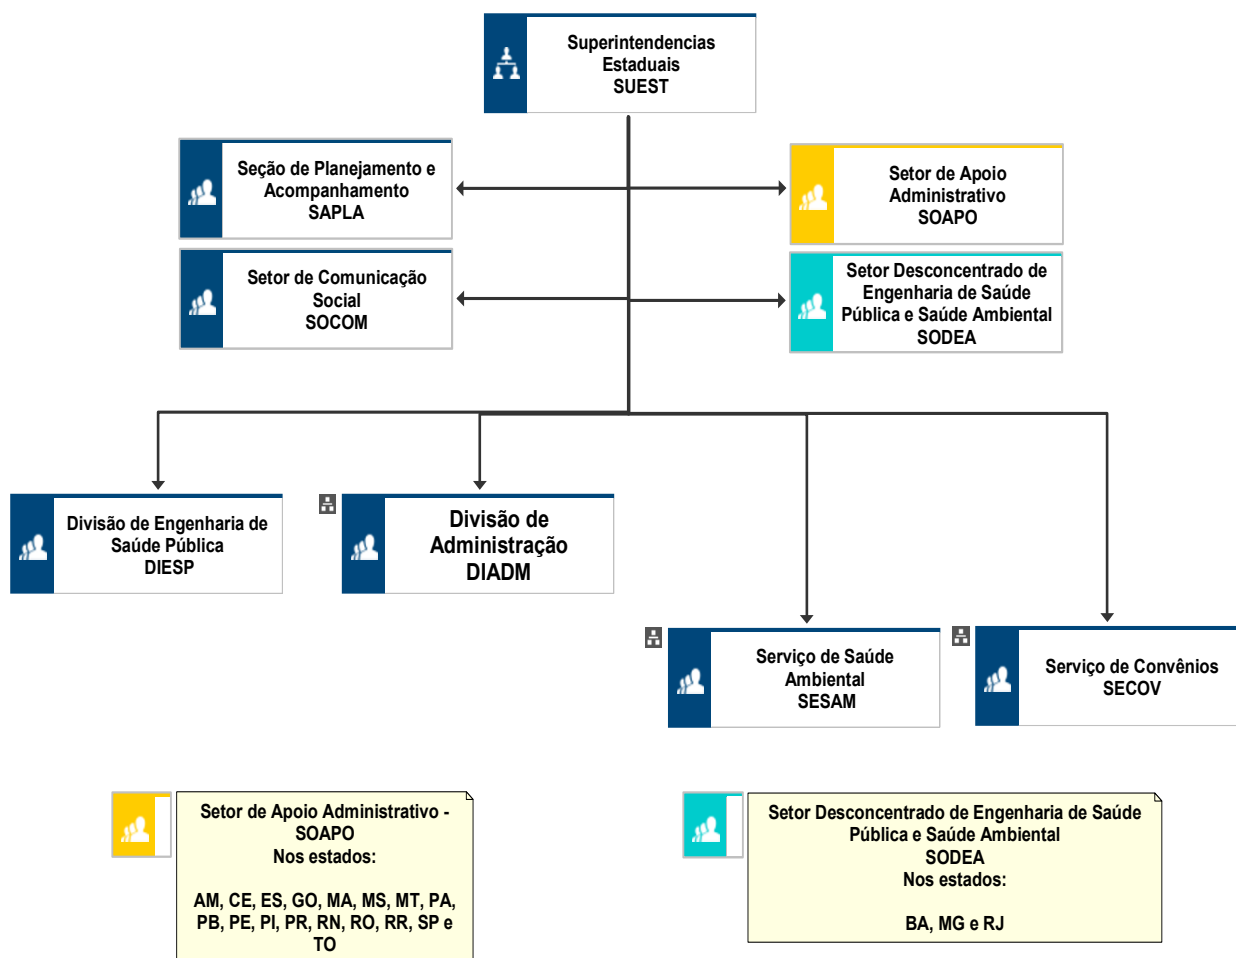 Superintendencias
Estaduais
SUEST
Seção de Planejamento e
Acompanhamento
SAPLA
Setor de Apoio
Administrativo
SOAPO
Setor de Comunicação
Social
SOCOM
Setor Desconcentrado de
Engenharia de Saúde
Pública e Saúde Ambiental
SODEA
Divisão de Engenharia de
Saúde Pública
DIESP
Divisão de
Administração
DIADM
Serviço de Saúde
Ambiental
SESAM
Serviço de Convênios
SECOV
Setor de Apoio Administrativo -
SOAPO
Nos estados:
AM, CE, ES, GO, MA, MS, MT, PA,
PB, PE, PI, PR, RN, RO, RR, SP e
TO
Setor Desconcentrado de Engenharia de Saúde
Pública e Saúde Ambiental
SODEA
Nos estados:
BA, MG e RJ